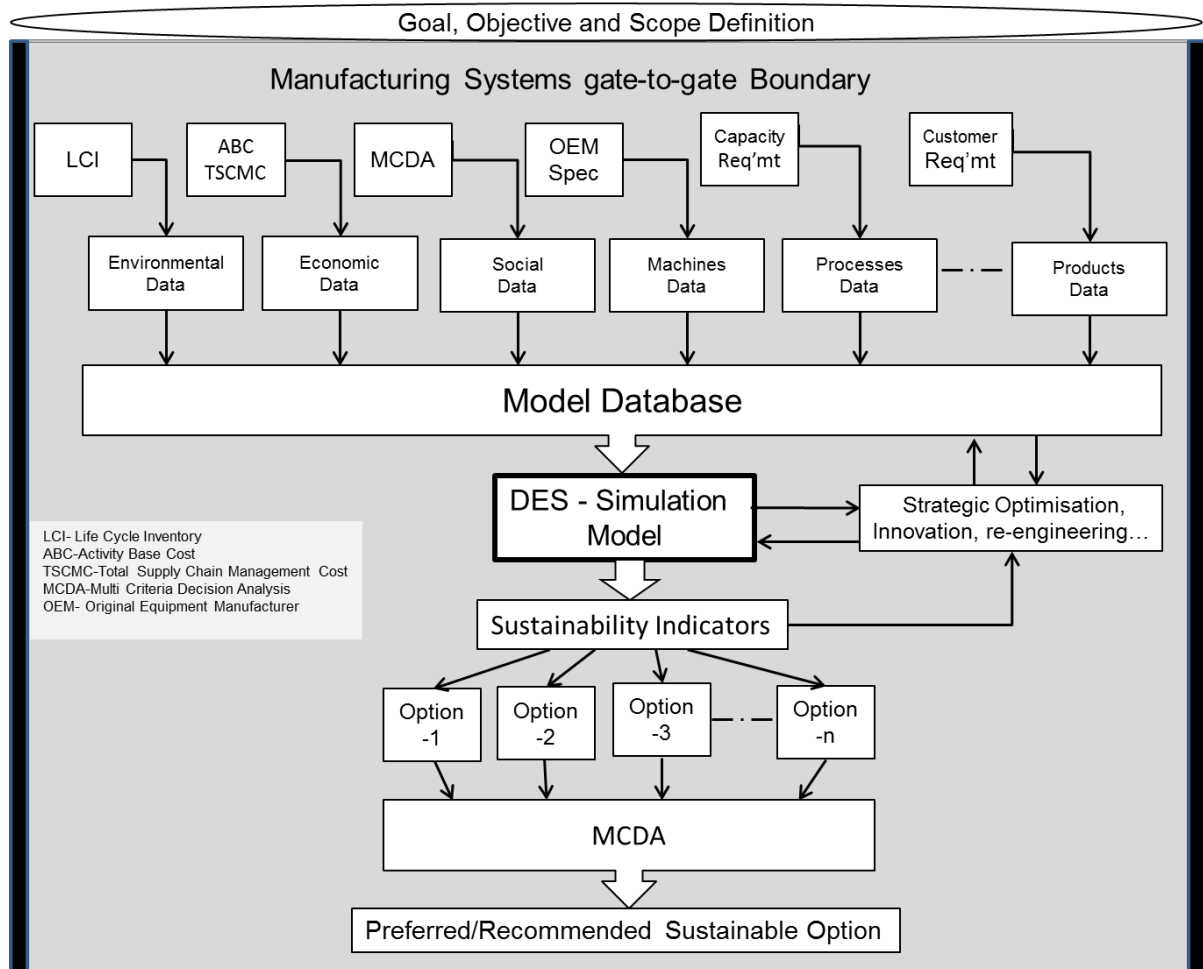 Goal, Objective and Scope Definition
Manufacturing Systems gate-to-gate Boundary
LCI
ABC
TSCMC
MCDA
OEM
Spec
Capacity
Req'mt
Customer
Req'mt
Environmental
Data
Economic
Data
Social
Data
Machines
Data
Processes
Data
Products
Data
Model Database
DES - Simulation
Model
Strategic Optimisation,
Innovation, re-engineering…
LCI- Life Cycle Inventory
ABC-Activity Base Cost
TSCMC-Total Supply Chain Management Cost
MCDA-Multi Criteria Decision Analysis
OEM- Original Equipment Manufacturer
Sustainability Indicators
Option
-1
Option
-2
Option
-3
Option
-n
MCDA
Preferred/Recommended Sustainable Option